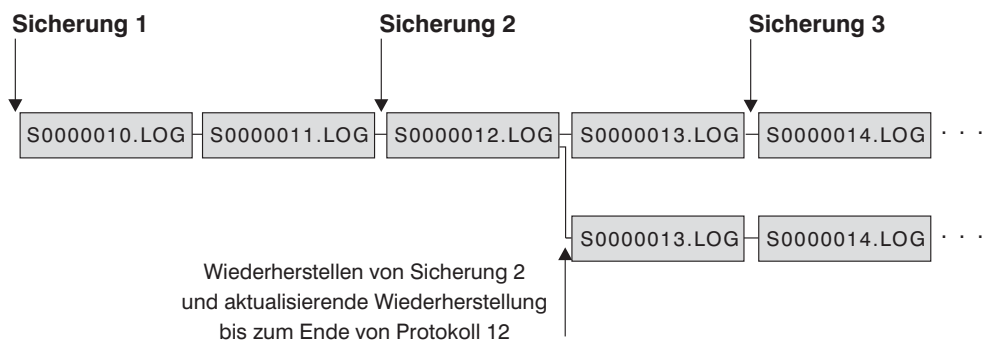 Sicherung 1 Sicherung 2 Sicherung 3
S0000010.LOG S0000011.LOG S0000012.LOG S0000013.LOG S0000014.LOG . . .
S0000013.LOG S0000014.LOG . . .
Wiederherstellen von Sicherung 2
und aktualisierende Wiederherstellung
bis zum Ende von Protokoll 12